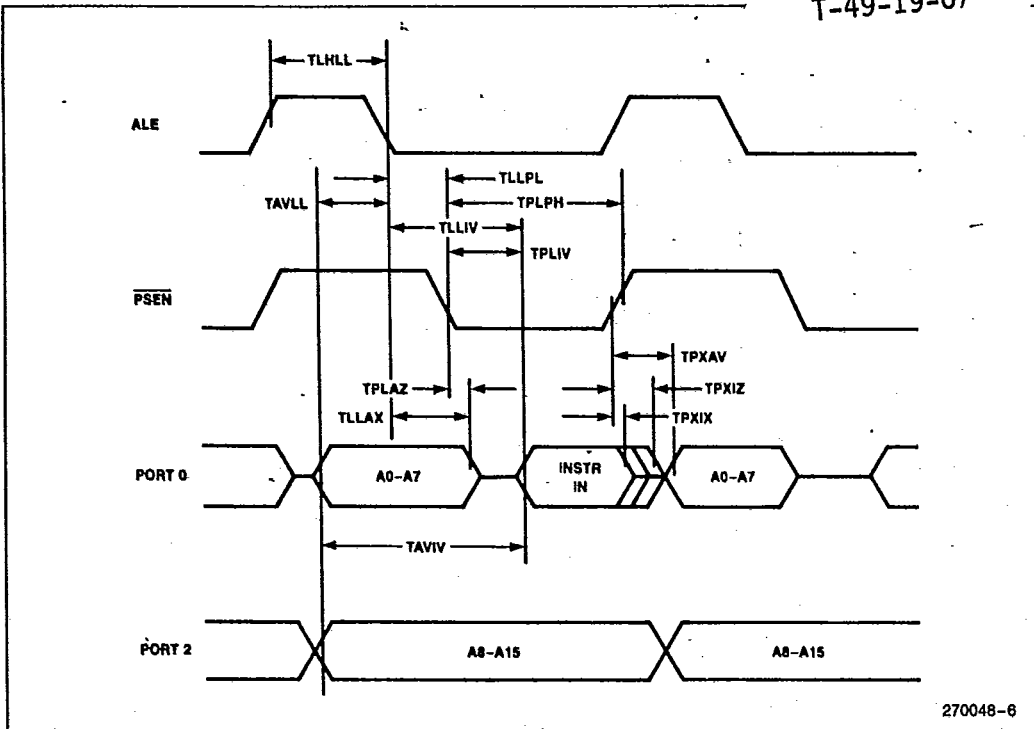 T-49-19-07
TLHLL
ALE
TLLPL
TAVLL
TPLPH
TLLIV
TPLIV
PSEN
TPXAV
TPLAZ
TPXIZ
TLLAX
TPXIX
PORT 0
A0-A7
INSTR
IN
A0-A7
TAVIV
PORT 2
A8-A15
A8-A15
270048-6